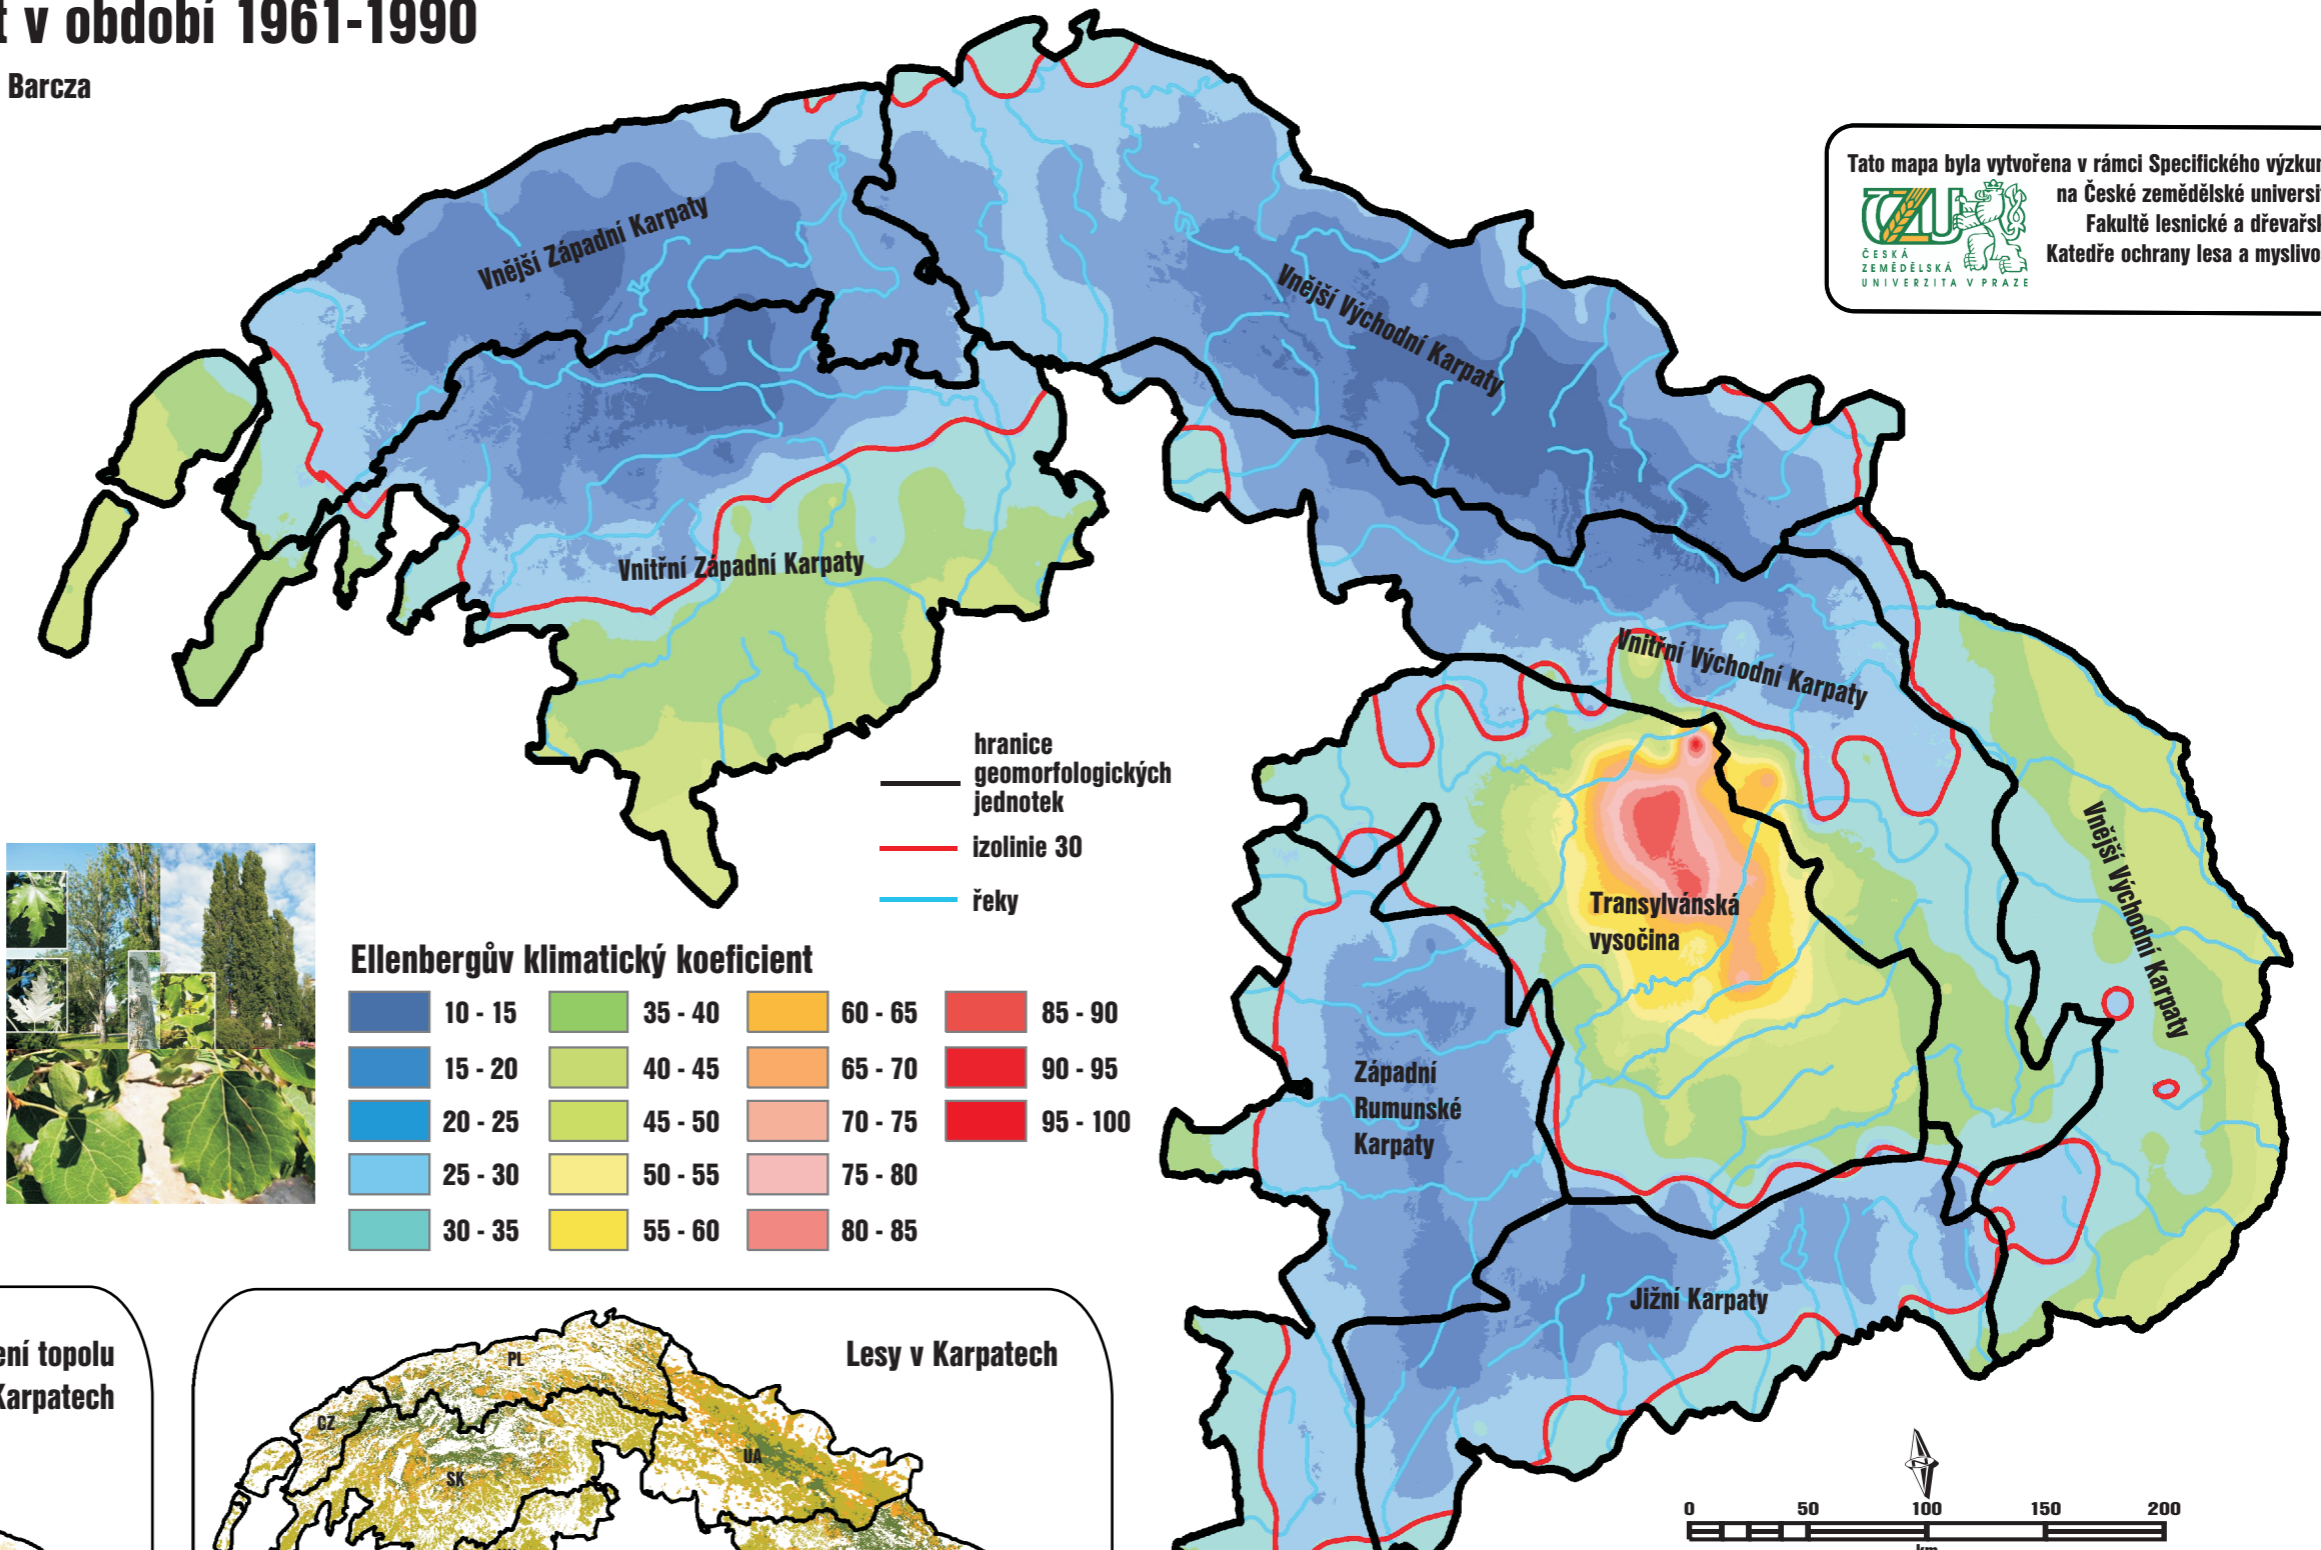 t v období 1961-1990
Barcza
Tato mapa byla vytvořena v rámci Specifického
na České zemědělské
Fakultě lesnické a
Katedře ochrany lesa a
ČZU
ČESKÁ
ZEMĚDĚLSKÁ
UNIVERZITA V PRAZE
Vnější Západní Karpaty
Vnější Východní Karpaty
Vnitřní Západní Karpaty
Vnitřní Východní Karpaty
Vnější Východní Karpaty
Transylvánská
vysočina
Západní
Rumunské
Karpaty
Jižní Karpaty
hranice
geomorfologických
jednotek
izolinie 30
řeky
Ellenbergův klimatický koeficient
10 - 15
15 - 20
20 - 25
25 - 30
30 - 35
35 - 40
40 - 45
45 - 50
50 - 55
55 - 60
60 - 65
65 - 70
70 - 75
75 - 80
80 - 85
85 - 90
90 - 95
95 - 100
ení topolu
Karpatech
Lesy v Karpatech
PL
CZ
SK
UA
N
0 50 100 150 200
km